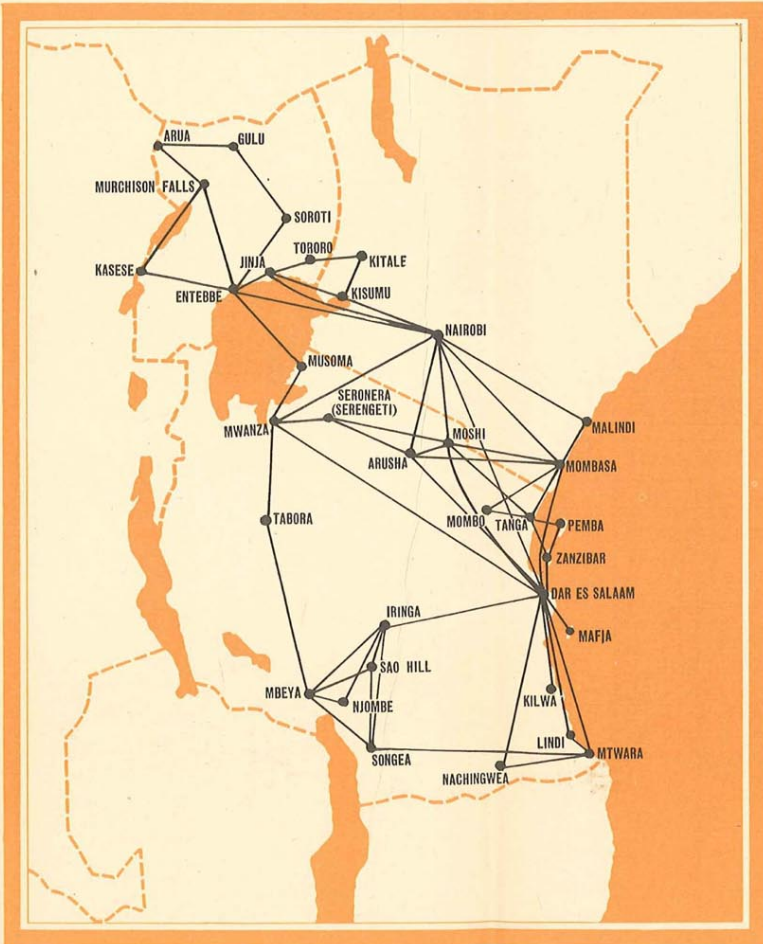 ARUA
GULU
MURCHISON FALLS
SOROTI
TORORO
JINJA
KITALE
KASESE
ENTEBBE
KISUMU
NAIROBI
MUSOMA
SERONERA
(SERENGETI)
MWANZA
MOSHI
MALINDI
ARUSHA
MOMBASA
TABORA
MOMBO
TANGA
PEMBA
ZANZIBAR
DAR ES SALAAM
IRINGA
MAFJA
SAO HILL
MBEYA
NJOMBE
KILWA
LINDI
MTWARA
SONGEA
NACHINGWEA